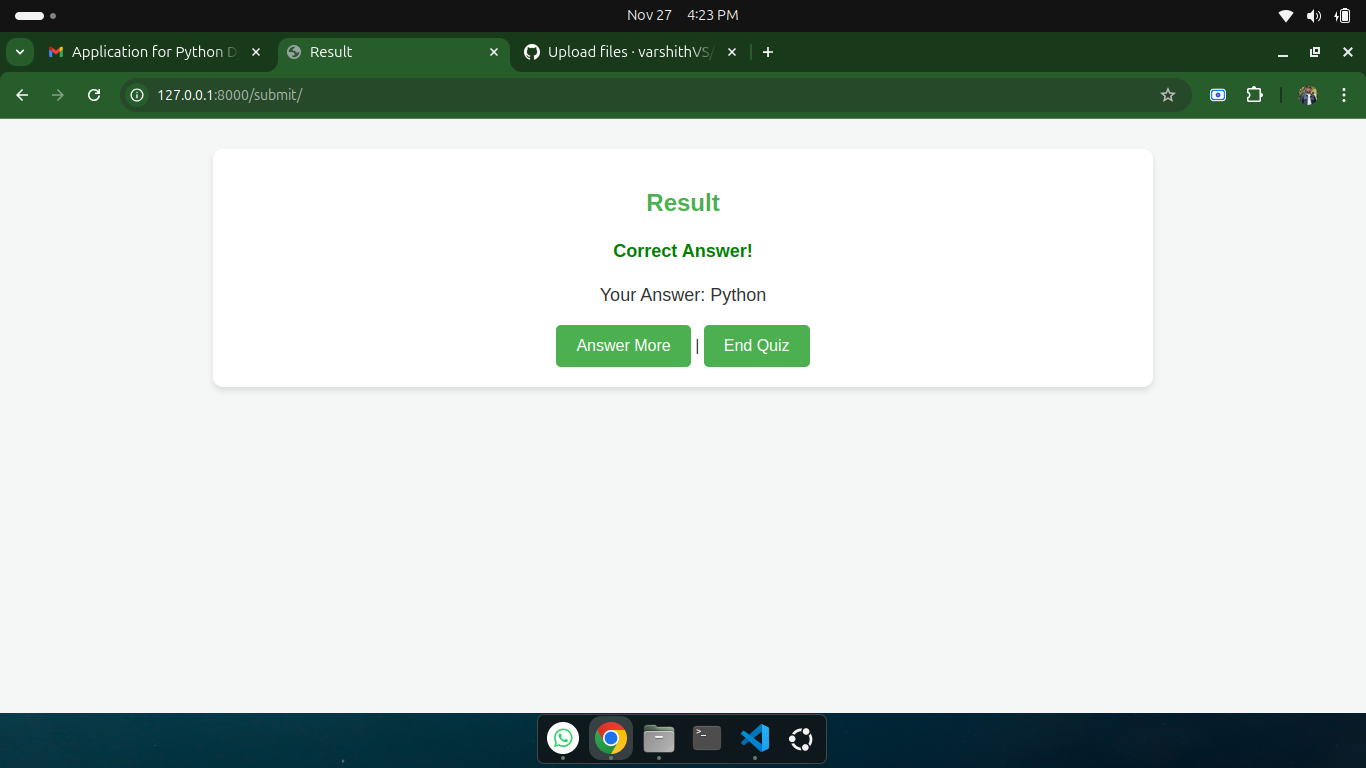 Nov 27 4:23 PM
Application for Python D
Result
Upload files · varshithVS/
127.0.0.1:8000/submit/
Result
Correct Answer!
Your Answer: Python
Answer More | End Quiz